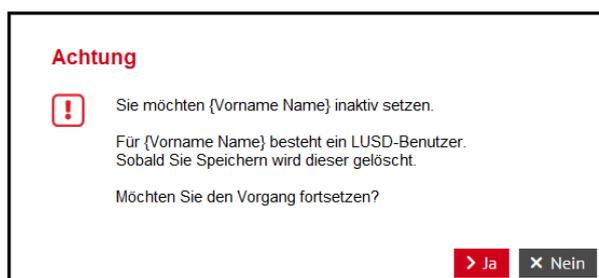 Achtung
Sie möchten {Vorname Name} inaktiv setzen.
Für {Vorname Name} besteht ein LUSD-Benutzer.
Sobald Sie Speichern wird dieser gelöscht.
Möchten Sie den Vorgang fortsetzen?
Ja
Nein